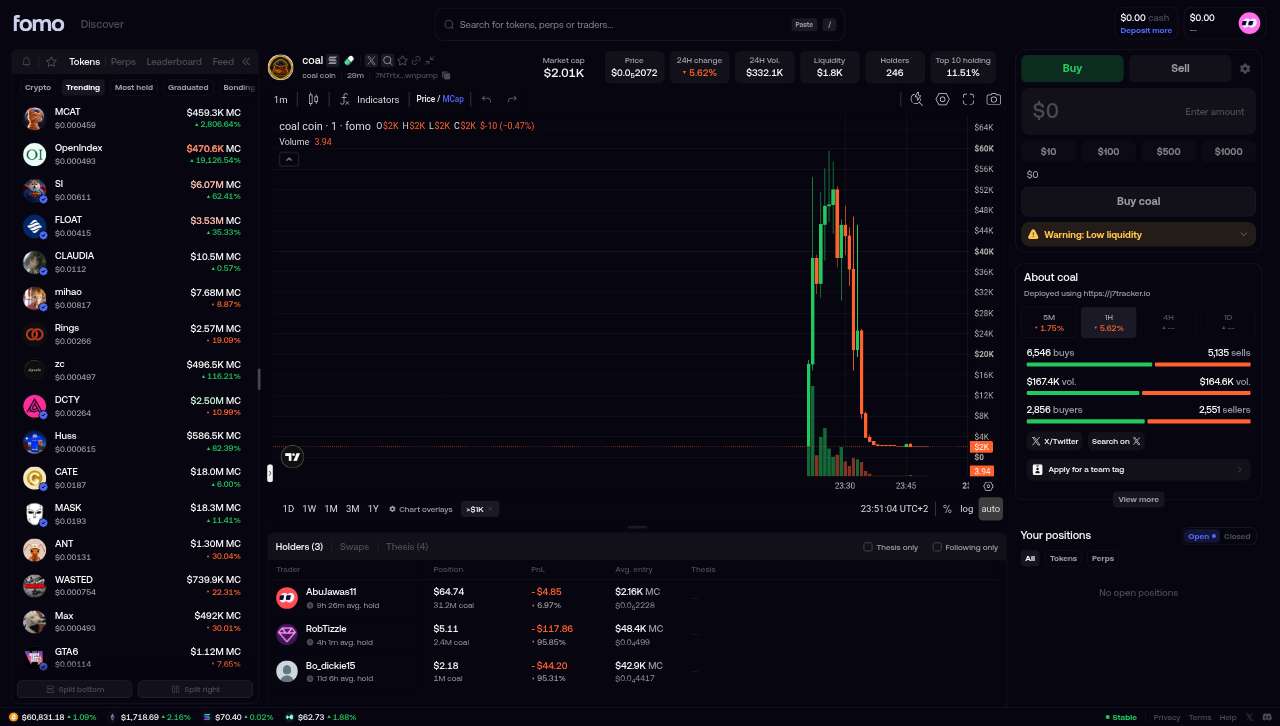 fomo
Discover
Search for tokens, perps or traders...
Paste /
$0.00 cash
Deposit more
$0.00
Tokens Perps Leaderboard Feed
Crypto Trending Most held Graduated Bonding
MCAT $459.3K MC
$0.000459 2,806.64%
OpenIndex $470.6K MC
$0.000493 19,126.54%
SI $6.07M MC
$0.00611 62.41%
FLOAT $3.53M MC
$0.00415 35.33%
CLAUDIA $10.5M MC
$0.0112 0.57%
mihao $7.68M MC
$0.00817 8.87%
Rings $2.57M MC
$0.00266 19.09%
zc $496.5K MC
$0.000497 116.21%
DCTY $2.50M MC
$0.00264 10.99%
Huss $586.5K MC
$0.000615 82.39%
CATE $18.0M MC
$0.0187 6.00%
MASK $18.3M MC
$0.0193 11.41%
ANT $1.30M MC
$0.00131 30.04%
WASTED $739.9K MC
$0.000754 22.31%
Max $492K MC
$0.000493 30.01%
GTA6 $1.12M MC
$0.00114 7.65%
Split bottom Split right
coal
coal coin 29m 7NTrtx...wnpump
Market cap
$2.01K
Price
$0.0₅2072
24H change
5.62%
24H Vol.
$332.1K
Liquidity
$1.8K
Holders
246
Top 10 holding
11.51%
1m Indicators Price / MCap
coal coin · 1 · fomo O$2K H$2K L$2K C$2K $-10 (−0.47%)
Volume 3.94
$64K
$60K
$56K
$52K
$48K
$44K
$40K
$36K
$32K
$28K
$24K
$20K
$16K
$12K
$8K
$4K
$2K
$0
3.94
23:30 23:45
1D 1W 1M 3M 1Y Chart overlays >$1K
23:51:04 UTC+2 % log auto
Holders (3) Swaps Thesis (4)
Thesis only Following only
Trader Position PnL Avg. entry Thesis
AbuJawas11 $64.74 -$4.85 $2.16K MC
9h 26m avg. hold 31.2M coal 6.97% $0.0₅2228
RobTizzle $5.11 -$117.86 $48.4K MC
4h 1m avg. hold 2.4M coal 95.85% $0.0₄499
Bo_dickie15 $2.18 -$44.20 $42.9K MC
11d 6h avg. hold 1M coal 95.31% $0.0₄4417
Buy Sell
$0 Enter amount
$10 $100 $500 $1000
$0
Buy coal
Warning: Low liquidity
About coal
Deployed using https://j7tracker.io
5M 1H 4H 1D
1.75% 5.62% -- --
6,546 buys 5,135 sells
$167.4K vol. $164.6K vol.
2,856 buyers 2,551 sellers
X/Twitter Search on X
Apply for a team tag
View more
Your positions
Open Closed
All Tokens Perps
No open positions
$60,831.18 1.09% $1,718.69 2.16% $70.40 0.02% $62.73 1.88%
Stable Privacy Terms Help